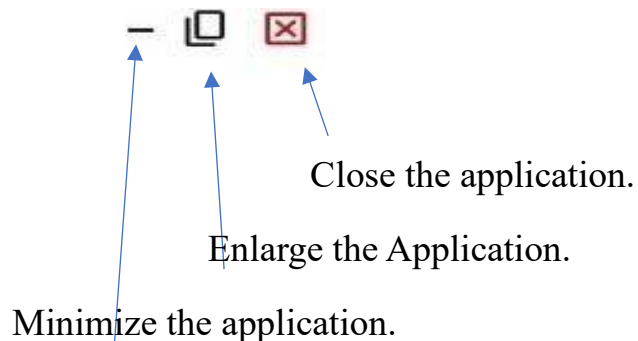 Close the application.
Enlarge the Application.
Minimize the application.